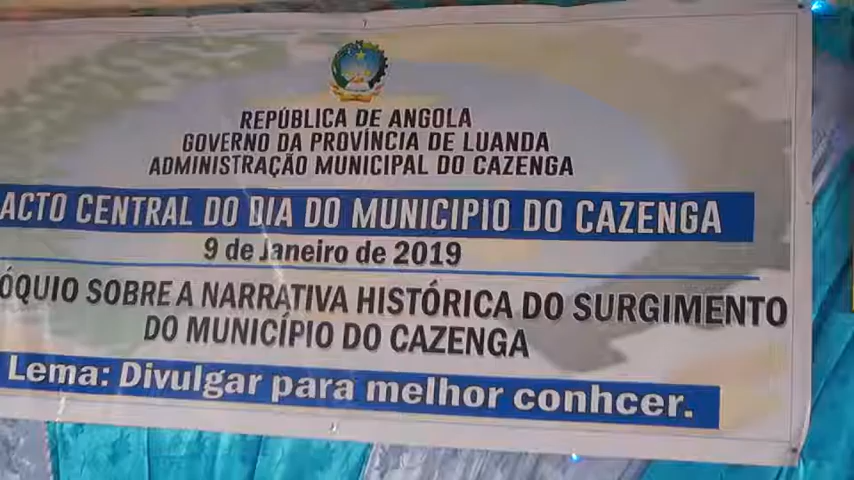 REPÚBLICA DE ANGOLA
GOVERNO DA PROVÍNCIA DE LUANDA
ADMINISTRAÇÃO MUNICIPAL DO CAZENGA
ACTO CENTRAL DO DIA DO MUNICIPIO DO CAZENGA
9 de Janeiro de 2019
ÓQUIO SOBRE A NARRATIVA HISTÓRICA DO SURGIMENTO
DO MUNICÍPIO DO CAZENGA
Lema: Divulgar para melhor conhcer.